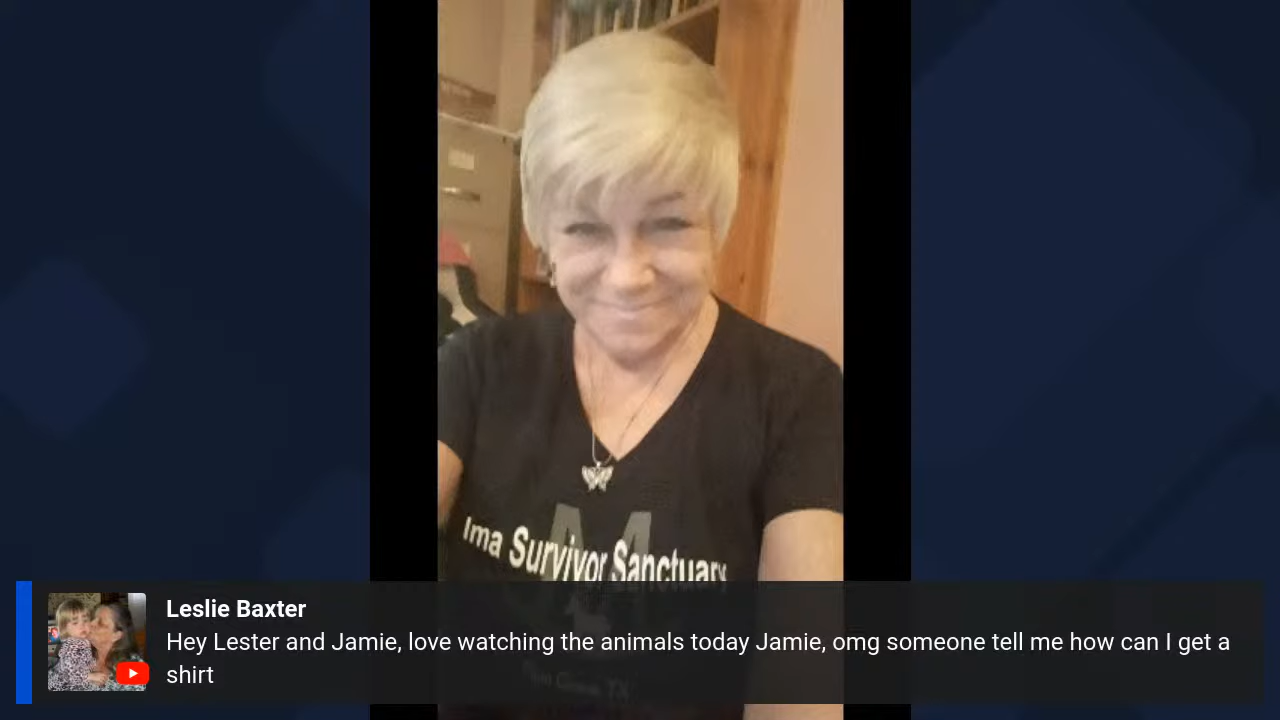 Ima Survivor Sanctuary
Leslie Baxter
Hey Lester and Jamie, love watching the animals today Jamie, omg someone tell me how can I get a
shirt